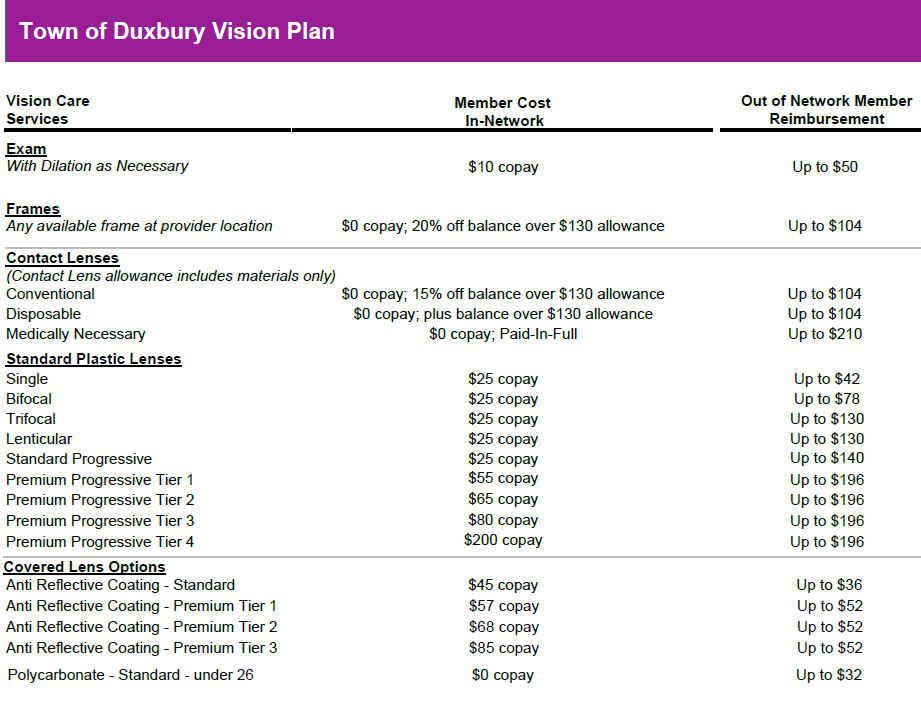 Town of Duxbury Vision Plan
Vision Care Services Member Cost In-Network Out of Network Member Reimbursement
Exam
With Dilation as Necessary $10 copay Up to $50
Frames
Any available frame at provider location $0 copay; 20% off balance over $130 allowance Up to $104
Contact Lenses
(Contact Lens allowance includes materials only)
Conventional $0 copay; 15% off balance over $130 allowance Up to $104
Disposable $0 copay; plus balance over $130 allowance Up to $104
Medically Necessary $0 copay; Paid-In-Full Up to $210
Standard Plastic Lenses
Single $25 copay Up to $42
Bifocal $25 copay Up to $78
Trifocal $25 copay Up to $130
Lenticular $25 copay Up to $130
Standard Progressive $25 copay Up to $140
Premium Progressive Tier 1 $55 copay Up to $196
Premium Progressive Tier 2 $65 copay Up to $196
Premium Progressive Tier 3 $80 copay Up to $196
Premium Progressive Tier 4 $200 copay Up to $196
Covered Lens Options
Anti Reflective Coating - Standard $45 copay Up to $36
Anti Reflective Coating - Premium Tier 1 $57 copay Up to $52
Anti Reflective Coating - Premium Tier 2 $68 copay Up to $52
Anti Reflective Coating - Premium Tier 3 $85 copay Up to $52
Polycarbonate - Standard - under 26 $0 copay Up to $32